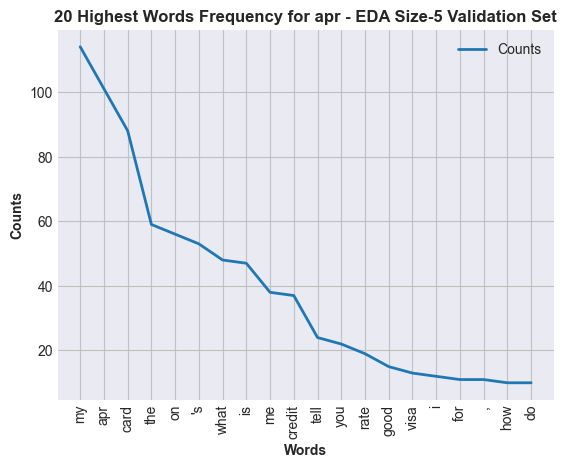 20 Highest Words Frequency for apr - EDA Size-5 Validation Set
Counts
100
80
60
40
20
Counts
my
apr
card
the
on
's
what
is
me
credit
tell
you
rate
good
visa
i
for
,
how
do
Words